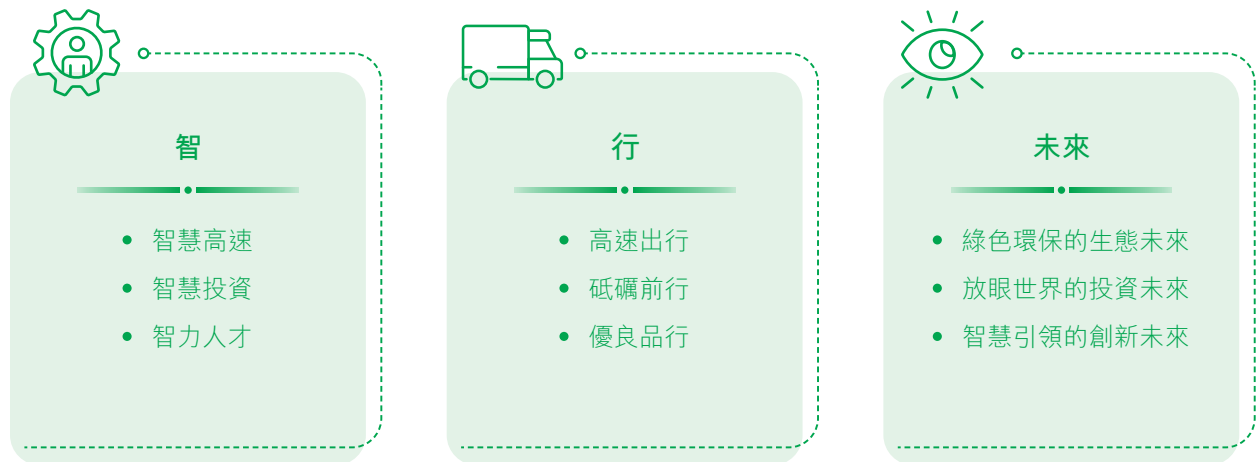 智
智慧高速
智慧投資
智力人才
行
高速出行
砥礪前行
優良品行
未來
綠色環保的生態未來
放眼世界的投資未來
智慧引領的創新未來